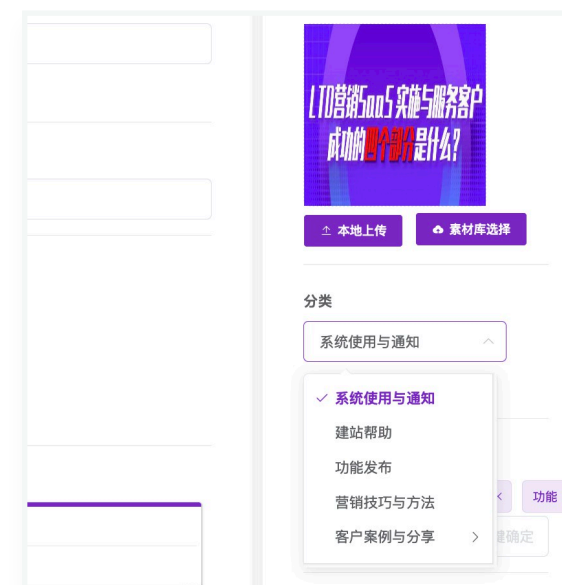 LTD营销SaaS实施与服务客户
成功的四个部分是什么?
本地上传
素材库选择
分类
系统使用与通知
系统使用与通知
建站帮助
功能发布
营销技巧与方法
功能
客户案例与分享
键确定